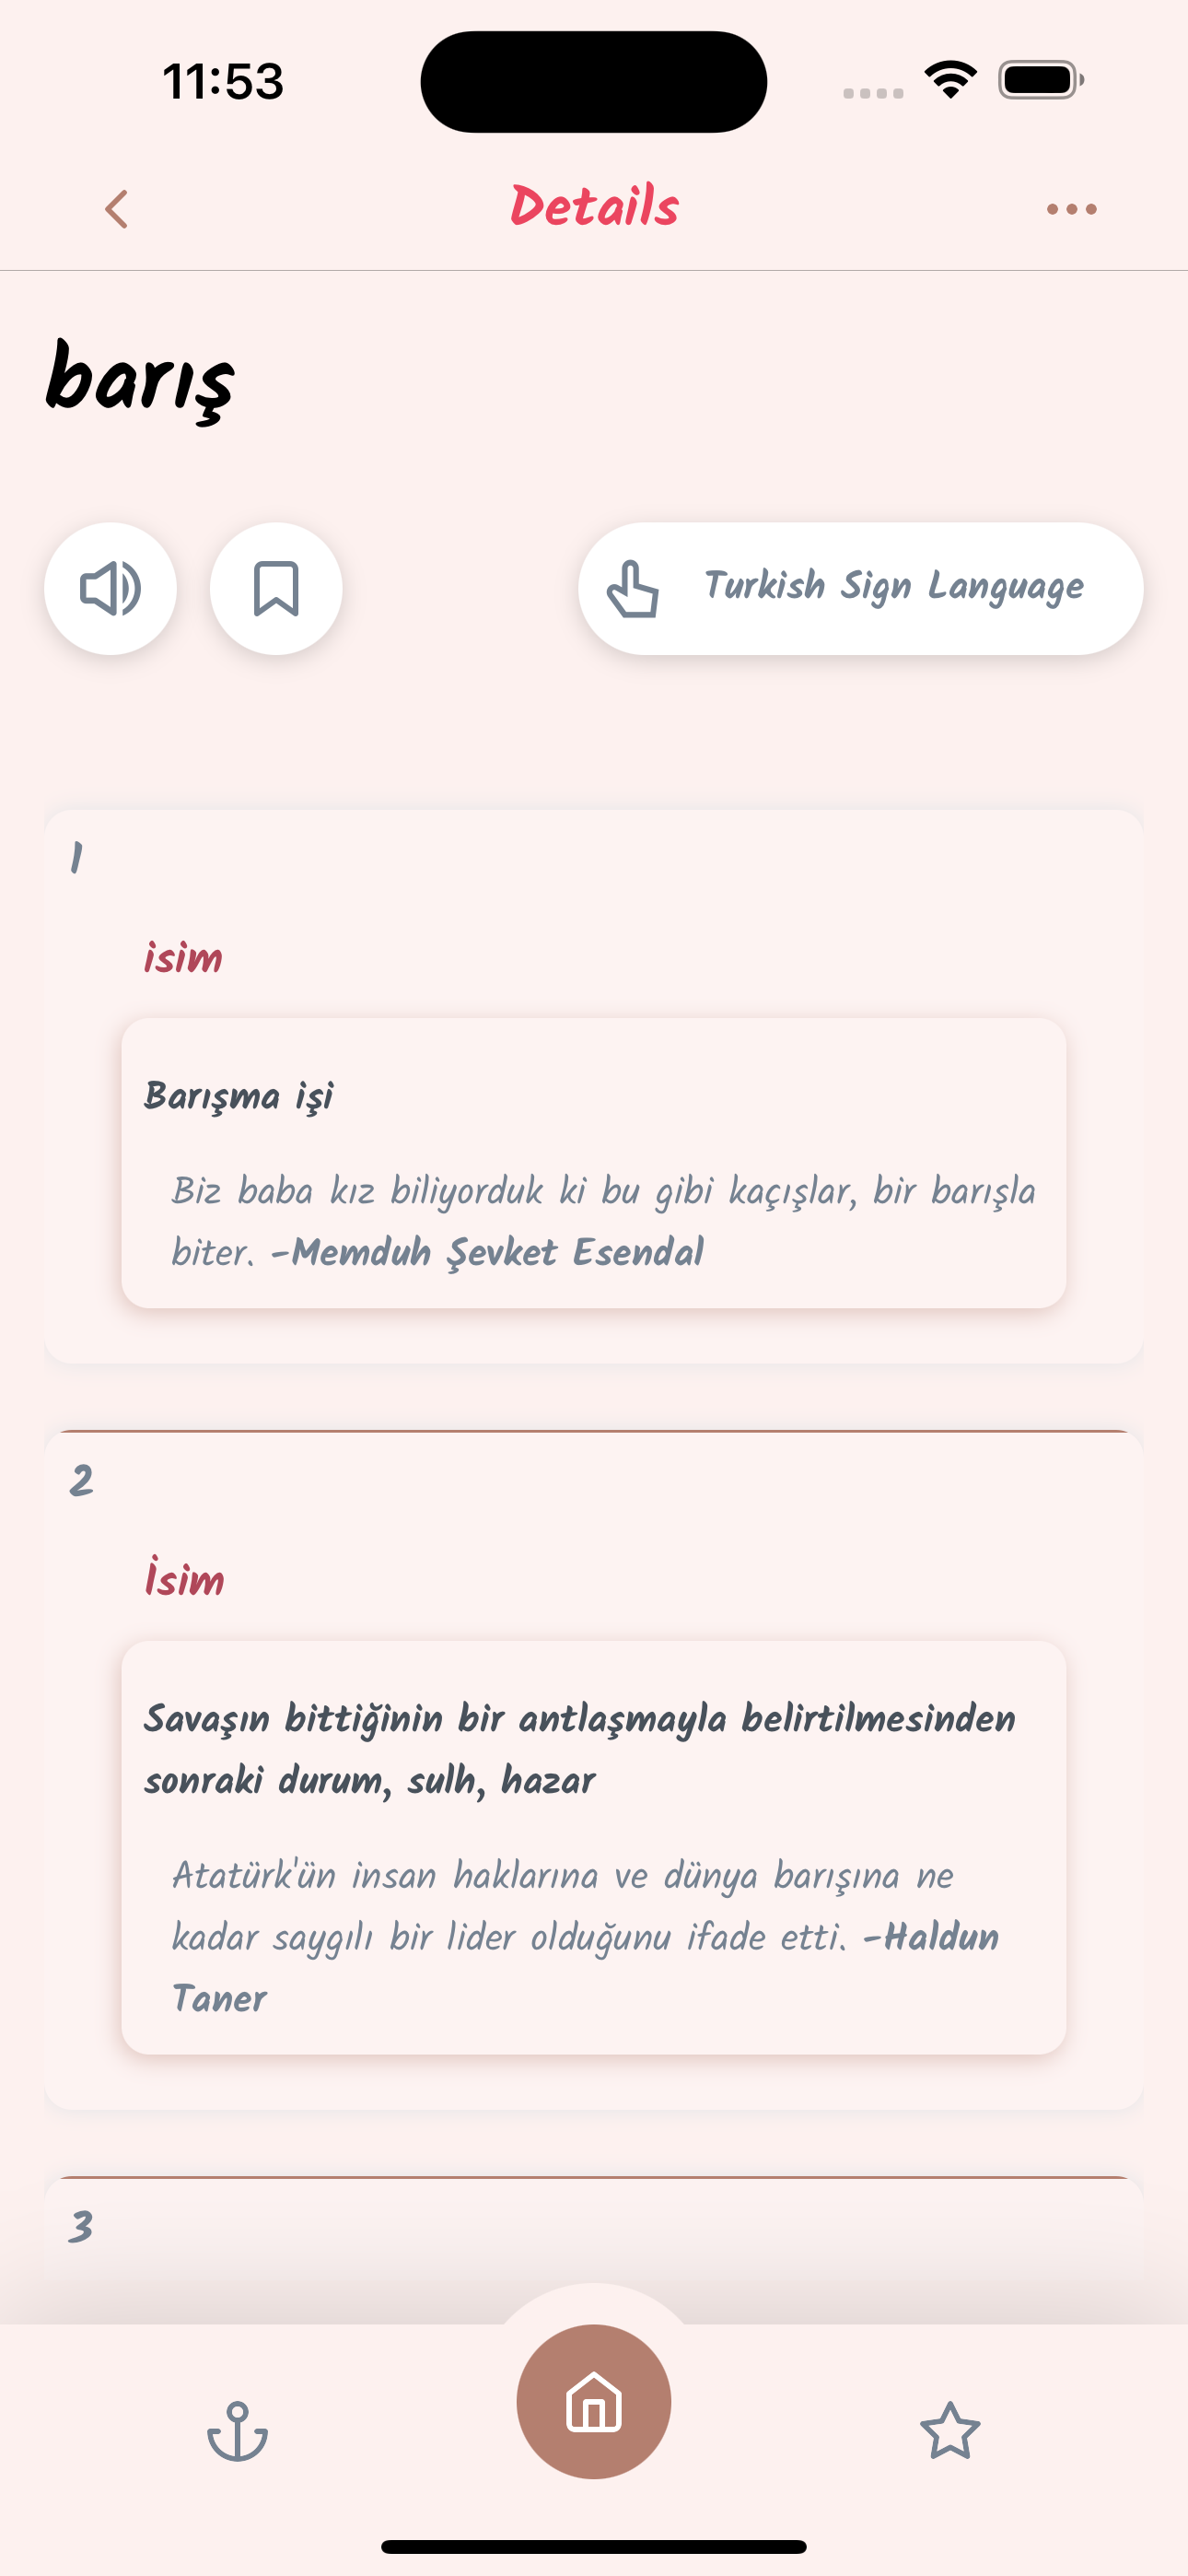 11:53
Details
barış
Turkish Sign Language
1
isim
Barışma işi
Biz baba kız biliyorduk ki bu gibi kaçışlar, bir barışla
biter. -Memduh Şevket Esendal
2
İsim
Savaşın bittiğinin bir antlaşmayla belirtilmesinden
sonraki durum, sulh, hazar
Atatürk'ün insan haklarına ve dünya barışına ne
kadar saygılı bir lider olduğunu ifade etti. -Haldun
Taner
3